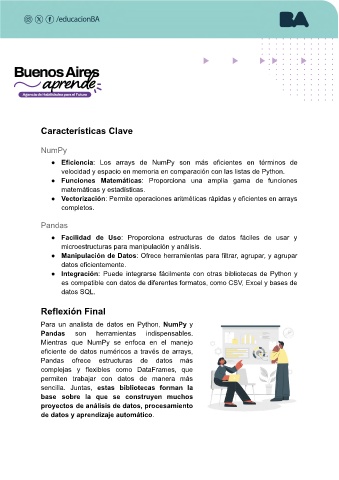 /educacionBA
BA
Buenos Aires
aprende
Agencia de Habilidades para el Futuro
Características Clave
NumPy
● Eficiencia: Los arrays de NumPy son más eficientes en términos de
velocidad y espacio en memoria en comparación con las listas de Python.
● Funciones Matemáticas: Proporciona una amplia gama de funciones
matemáticas y estadísticas.
● Vectorización: Permite operaciones aritméticas rápidas y eficientes en arrays
completos.
Pandas
● Facilidad de Uso: Proporciona estructuras de datos fáciles de usar y
microestructuras para manipulación y análisis.
● Manipulación de Datos: Ofrece herramientas para filtrar, agrupar, y agrupar
datos eficientemente.
● Integración: Puede integrarse fácilmente con otras bibliotecas de Python y
es compatible con datos de diferentes formatos, como CSV, Excel y bases de
datos SQL.
Reflexión Final
Para un analista de datos en Python, NumPy y
Pandas son herramientas indispensables.
Mientras que NumPy se enfoca en el manejo
eficiente de datos numéricos a través de arrays,
Pandas ofrece estructuras de datos más
complejas y flexibles como DataFrames, que
permiten trabajar con datos de manera más
sencilla. Juntas, estas bibliotecas forman la
base sobre la que se construyen muchos
proyectos de análisis de datos, procesamiento
de datos y aprendizaje automático.